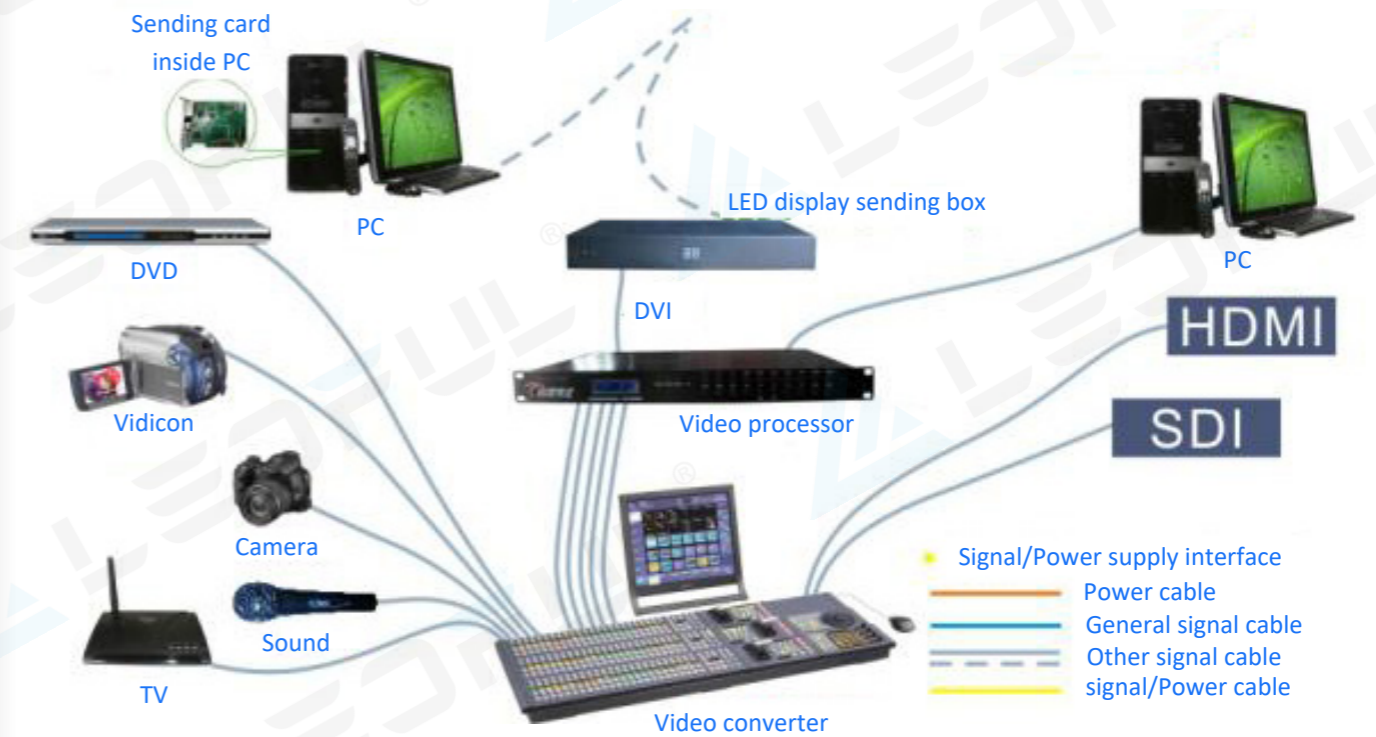 Sending card
inside PC
PC
LED display sending box
PC
DVD
DVI
HDMI
Vidicon
Video processor
SDI
Camera
Signal/Power supply interface
Power cable
General signal cable
Other signal cable
signal/Power cable
Sound
TV
Video converter
LEDFUL
®